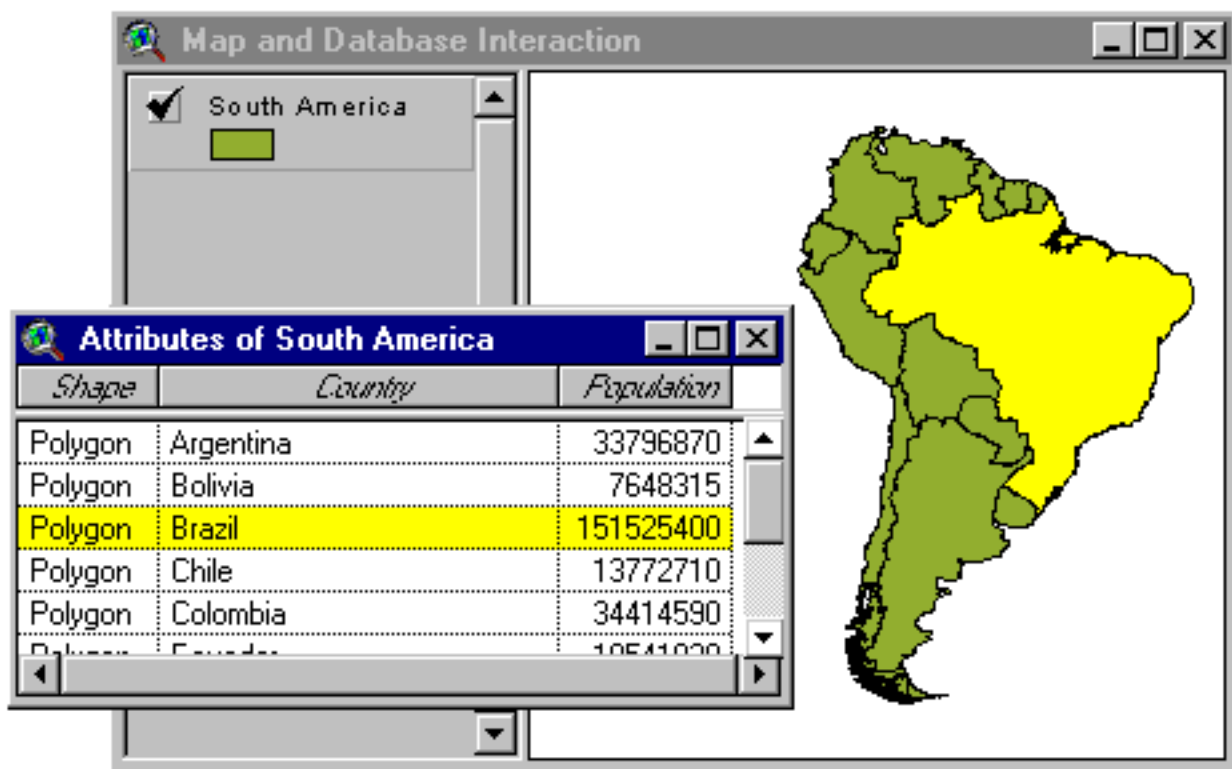 Map and Database Interaction
South America
Attributes of South America
Shape Country Population
Polygon Argentina 33796870
Polygon Bolivia 7648315
Polygon Brazil 151525400
Polygon Chile 13772710
Polygon Colombia 34414590